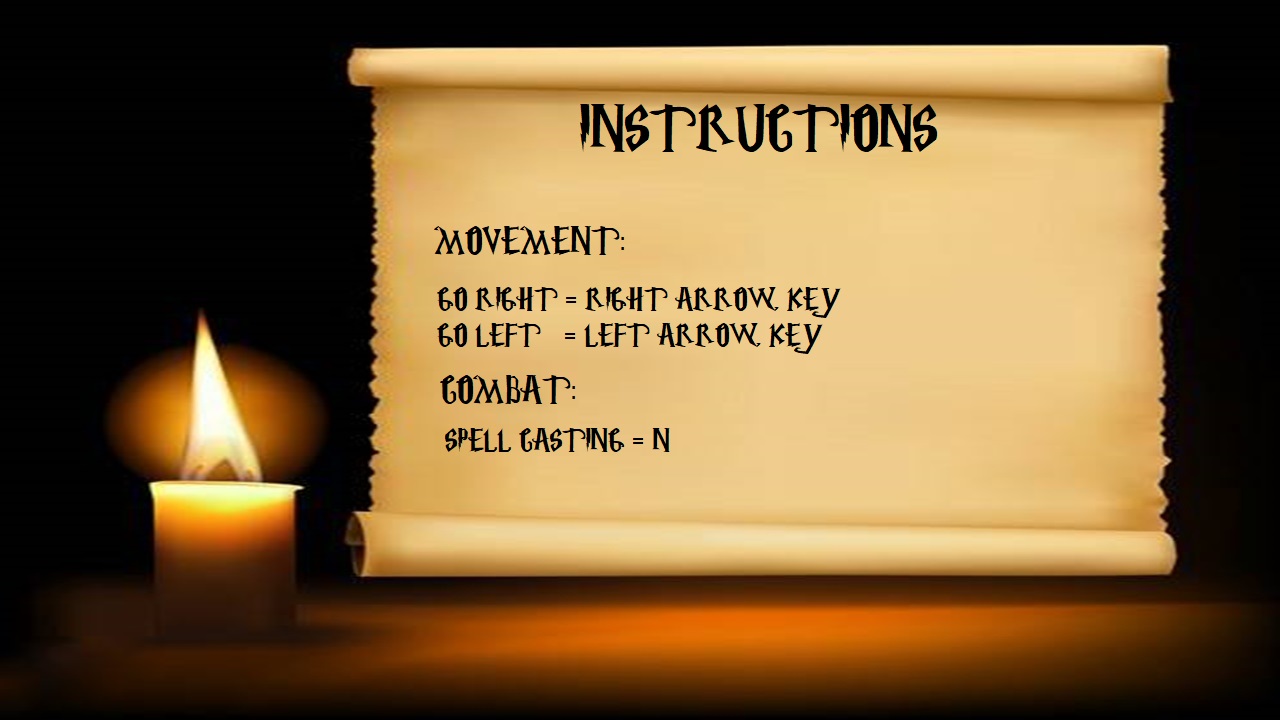 INSTRUCTIONS
MOVEMENT:
GO RIGHT = RIGHT ARROW KEY
GO LEFT = LEFT ARROW KEY
COMBAT:
SPELL CASTING = N